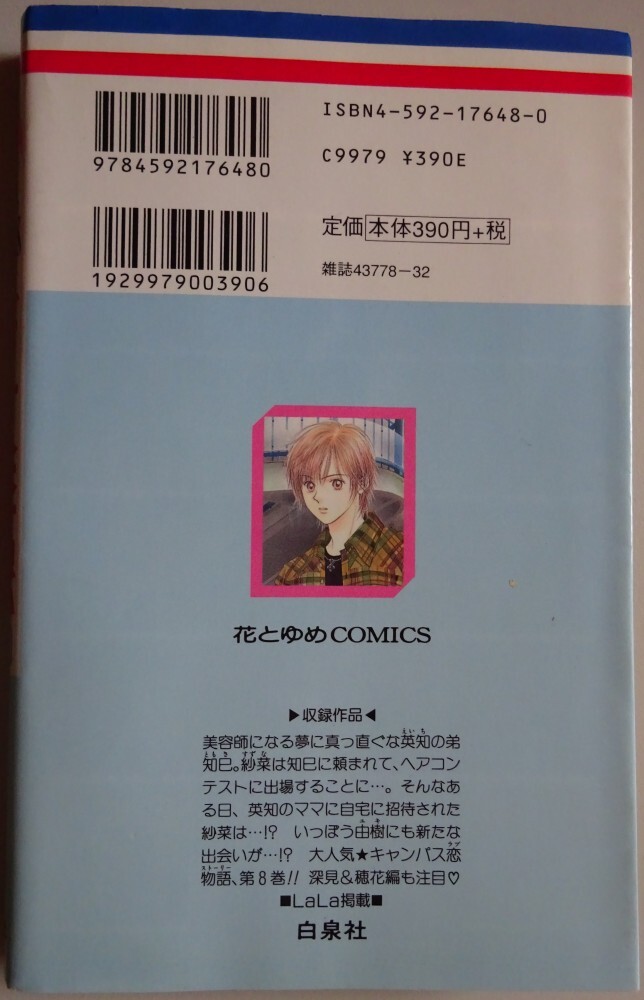 ISBN4-592-17648-0
9784592176480
C9979 ¥390E
定価本体390円+税
1929979003906
雑誌43778-32
花とゆめCOMICS
▶収録作品◀
美容師になる夢に真っ直ぐな英知の弟
知巳。紗菜は知巳に頼まれて、ヘアコン
テストに出場することに…。そんなあ
る日、英知のママに自宅に招待された
紗菜は…!? いっぽう由樹にも新たな
出会いが…!? 大人気★キャンパス恋
物語、第8巻!! 深見&穂花編も注目♡
■LaLa掲載■
白泉社